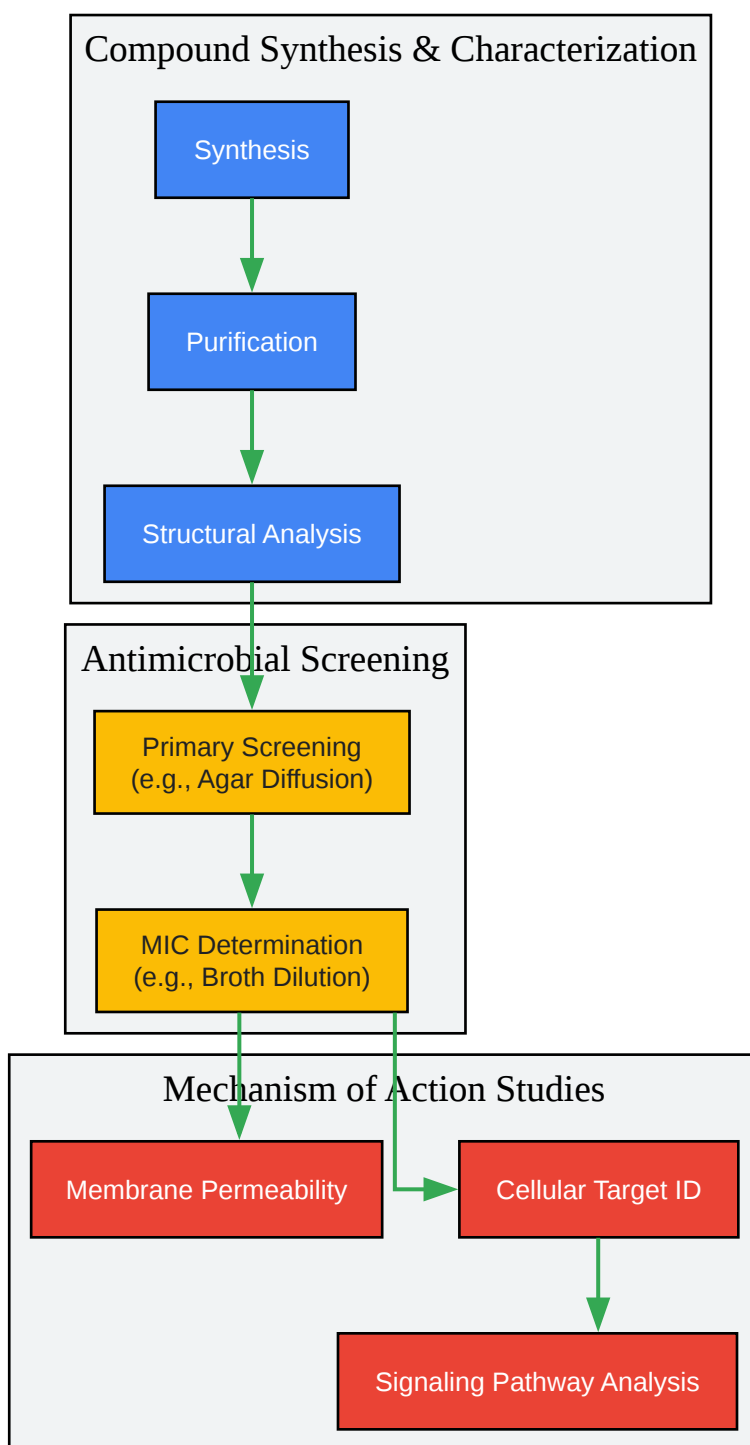 Compound Synthesis & Characterization
Synthesis
Purification
Structural Analysis
Antimicrobial Screening
Primary Screening
(e.g., Agar Diffusion)
MIC Determination
(e.g., Broth Dilution)
Mechanism of Action Studies
Membrane Permeability
Cellular Target ID
Signaling Pathway Analysis